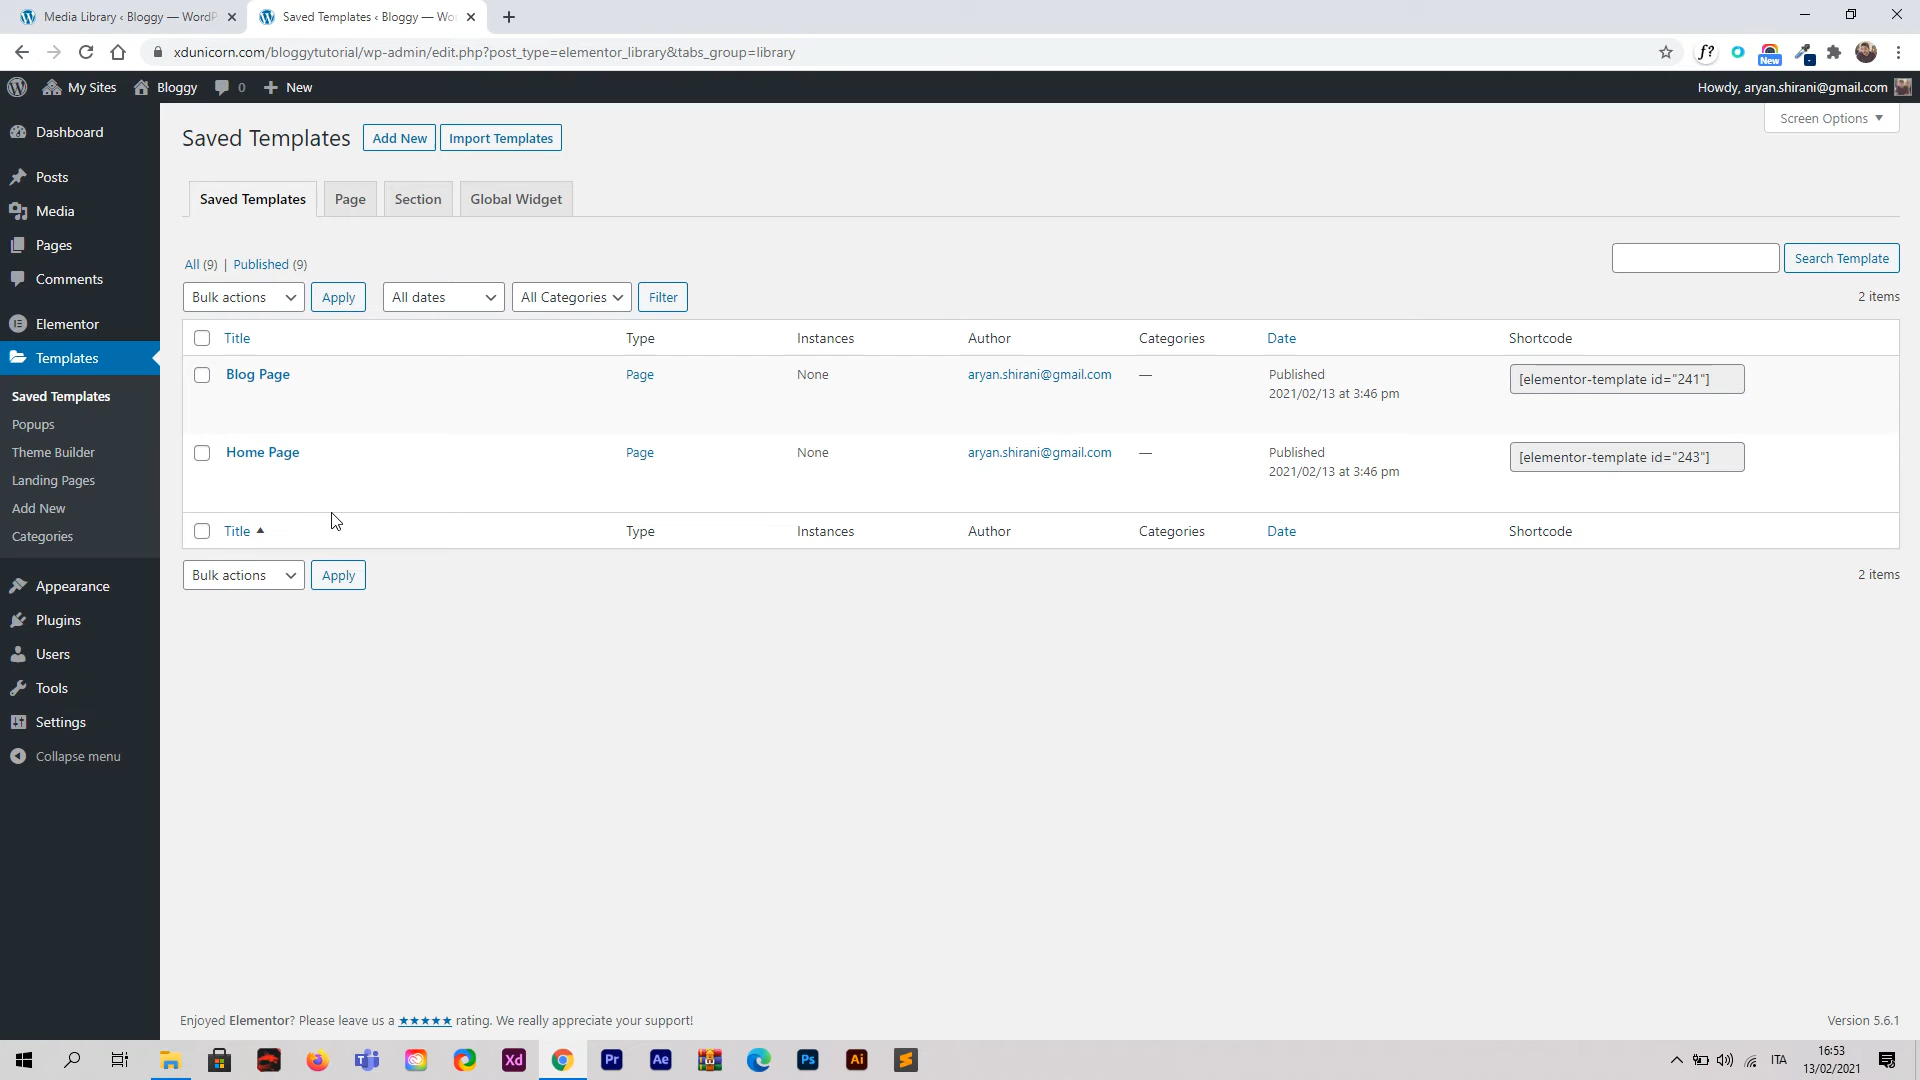 Media Library ‹ Bloggy — WordP
Saved Templates ‹ Bloggy — Wo
xdunicorn.com/bloggytutorial/wp-admin/edit.php?post_type=elementor_library&tabs_group=library
f?
New
My Sites
Bloggy
0
New
Howdy, aryan.shirani@gmail.com
Dashboard
Posts
Media
Pages
Comments
Elementor
Templates
Saved Templates
Popups
Theme Builder
Landing Pages
Add New
Categories
Appearance
Plugins
Users
Tools
Settings
Collapse menu
Screen Options
Saved Templates
Add New
Import Templates
Saved Templates
Page
Section
Global Widget
All (9) | Published (9)
Search Template
Bulk actions
Apply
All dates
All Categories
Filter
2 items
Title Type Instances Author Categories Date Shortcode
Blog Page Page None aryan.shirani@gmail.com — Published [elementor-template id="241"]
2021/02/13 at 3:46 pm
Home Page Page None aryan.shirani@gmail.com — Published [elementor-template id="243"]
2021/02/13 at 3:46 pm
Title Type Instances Author Categories Date Shortcode
Bulk actions
Apply
2 items
Enjoyed Elementor? Please leave us a ★★★★★ rating. We really appreciate your support!
Version 5.6.1
Xd
Pr
Ae
Ps
Ai
ITA
16:53
13/02/2021